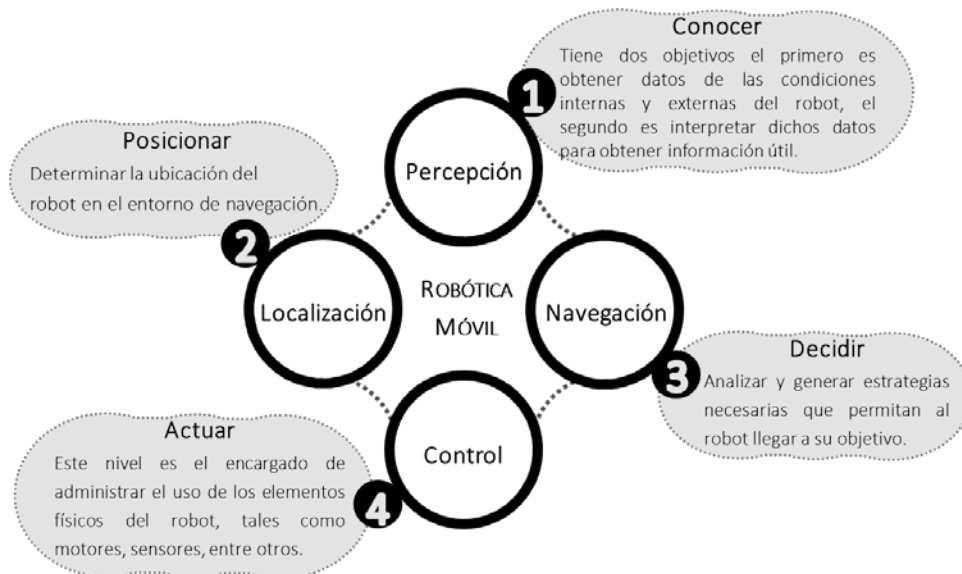 Conocer
Tiene dos objetivos el primero es
obtener datos de las condiciones
internas y externas del robot, el
segundo es interpretar dichos datos
para obtener información útil.
1
Percepción
Posicionar
Determinar la ubicación del
robot en el entorno de navegación.
2
Localización
ROBÓTICA
MÓVIL
Navegación
3
Decidir
Analizar y generar estrategias
necesarias que permitan al
robot llegar a su objetivo.
Control
4
Actuar
Este nivel es el encargado de
administrar el uso de los elementos
físicos del robot, tales como
motores, sensores, entre otros.